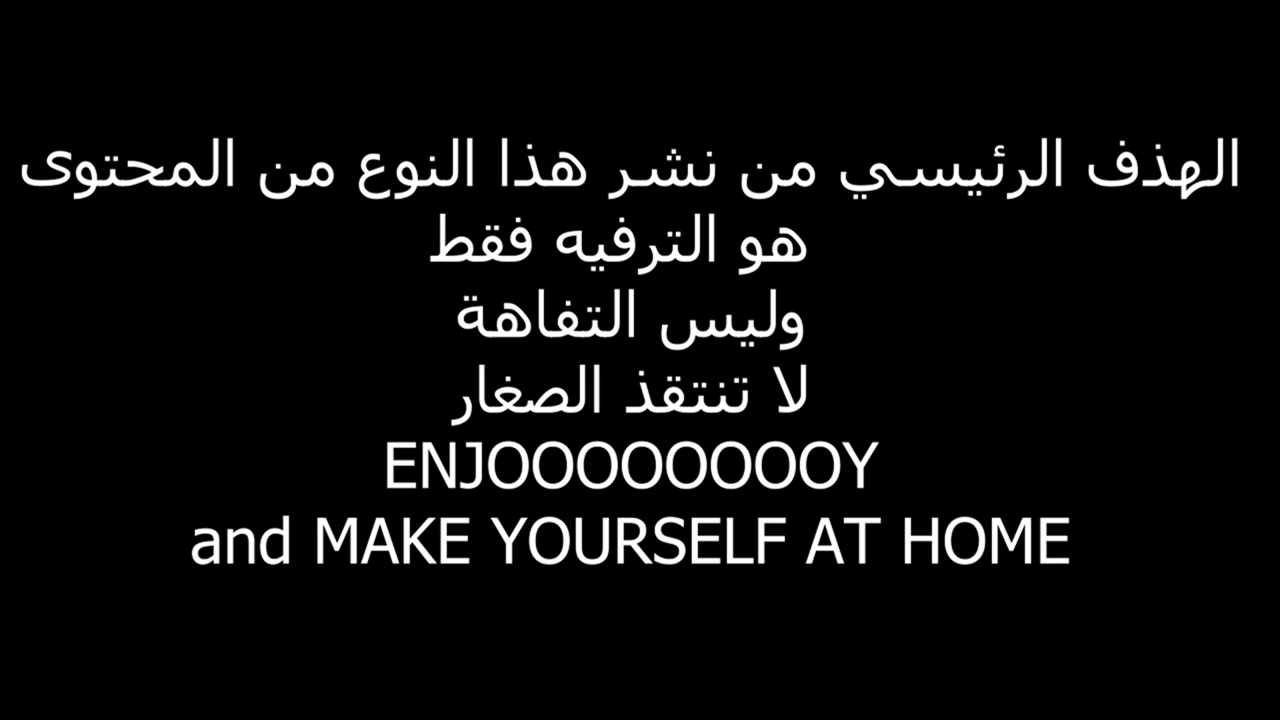 الهذف الرئيسي من نشر هذا النوع من المحتوى
هو الترفيه فقط
وليس التفاهة
لا تنتقذ الصغار
ENJOOOOOOOOY
and MAKE YOURSELF AT HOME